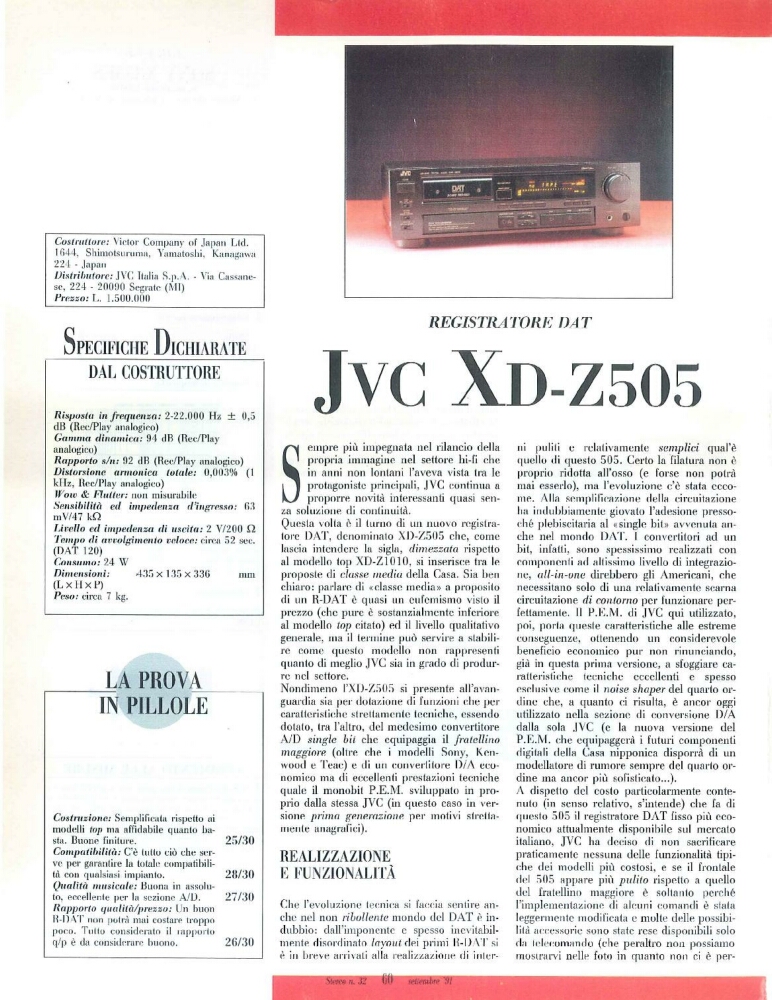 Costruttore: Victor Company of Japan Ltd.
1644, Shimotsuruma, Yamatoshi, Kanagawa
224 - Japan
Distributore: JVC Italia S.p.A. - Via Cassane-
se, 224 - 20090 Segrate (MI)
Prezzo: L. 1.500.000
SPECIFICHE DICHIARATE
DAL COSTRUTTORE
Risposta in frequenza: 2-22.000 Hz ± 0,5
dB (Rec/Play analogico)
Gamma dinamica: 94 dB (Rec/Play
analogico)
Rapporto s/n: 92 dB (Rec/Play analogico)
Distorsione armonica totale: 0,003% (1
kHz, Rec/Play analogico)
Wow & Flutter: non misurabile
Sensibilità ed impedenza d'ingresso: 63
mV/47 kΩ
Livello ed impedenza di uscita: 2 V/200 Ω
Tempo di avvolgimento veloce: circa 52 sec.
(DAT 120)
Consumo: 24 W
Dimensioni: 435 × 135 × 336 mm
(L × H × P)
Peso: circa 7 kg.
LA PROVA
IN PILLOLE
Costruzione: Semplificata rispetto ai
modelli top ma affidabile quanto ba-
sta. Buone finiture. 25/30
Compatibilità: C'è tutto ciò che ser-
ve per garantire la totale compatibili-
tà con qualsiasi impianto. 28/30
Qualità musicale: Buona in assolu-
to, eccellente per la sezione A/D. 27/30
Rapporto qualità/prezzo: Un buon
R-DAT non potrà mai costare troppo
poco. Tutto considerato il rapporto
q/p è da considerare buono. 26/30
JVC
DAT
REGISTRATORE DAT
JVC XD-Z505
Sempre più impegnata nel rilancio della
propria immagine nel settore hi-fi che
in anni non lontani l'aveva vista tra le
protagoniste principali, JVC continua a
proporre novità interessanti quasi sen-
za soluzione di continuità.
Questa volta è il turno di un nuovo registra-
tore DAT, denominato XD-Z505 che, come
lascia intendere la sigla, dimezzata rispetto
al modello top XD-Z1010, si inserisce tra le
proposte di classe media della Casa. Sia ben
chiaro: parlare di «classe media» a proposito
di un R-DAT è quasi un eufemismo visto il
prezzo (che pure è sostanzialmente inferiore
al modello top citato) ed il livello qualitativo
generale, ma il termine può servire a stabili-
re come questo modello non rappresenti
quanto di meglio JVC sia in grado di produr-
re nel settore.
Nondimeno l'XD-Z505 si presente all'avan-
guardia sia per dotazione di funzioni che per
caratteristiche strettamente tecniche, essendo
dotato, tra l'altro, del medesimo convertitore
A/D single bit che equipaggia il fratellino
maggiore (oltre che i modelli Sony, Ken-
wood e Teac) e di un convertitore D/A eco-
nomico ma di eccellenti prestazioni tecniche
quale il monobit P.E.M. sviluppato in pro-
prio dalla stessa JVC (in questo caso in ver-
sione prima generazione per motivi stretta-
mente anagrafici).
REALIZZAZIONE
E FUNZIONALITÀ
Che l'evoluzione tecnica si faccia sentire an-
che nel non ribollente mondo del DAT è in-
dubbio: dall'imponente e spesso inevitabil-
mente disordinato layout dei primi R-DAT si
è in breve arrivati alla realizzazione di inter-
ni puliti e relativamente semplici qual'è
quello di questo 505. Certo la filatura non è
proprio ridotta all'osso (e forse non potrà
mai esserlo), ma l'evoluzione c'è stata ecco-
me. Alla semplificazione della circuitazione
ha indubbiamente giovato l'adesione presso-
ché plebiscitaria al «single bit» avvenuta an-
che nel mondo DAT. I convertitori ad un
bit, infatti, sono spessissimo realizzati con
componenti ad altissimo livello di integrazio-
ne, all-in-one direbbero gli Americani, che
necessitano solo di una relativamente scarna
circuitazione di contorno per funzionare per-
fettamente. Il P.E.M. di JVC qui utilizzato,
poi, porta queste caratteristiche alle estreme
conseguenze, ottenendo un considerevole
beneficio economico pur non rinunciando,
già in questa prima versione, a sfoggiare ca-
ratteristiche tecniche eccellenti e spesso
esclusive come il noise shaper del quarto or-
dine che, a quanto ci risulta, è ancor oggi
utilizzato nella sezione di conversione D/A
dalla sola JVC (e la nuova versione del
P.E.M. che equipaggerà i futuri componenti
digitali della Casa nipponica disporrà di un
modellatore di rumore sempre del quarto or-
dine ma ancor più sofisticato...).
A dispetto del costo particolarmente conte-
nuto (in senso relativo, s'intende) che fa di
questo 505 il registratore DAT fisso più eco-
nomico attualmente disponibile sul mercato
italiano, JVC ha deciso di non sacrificare
praticamente nessuna delle funzionalità tipi-
che dei modelli più costosi, e se il frontale
del 505 appare più pulito rispetto a quello
del fratellino maggiore è soltanto perché
l'implementazione di alcuni comandi è stata
leggermente modificata e molte delle possibi-
lità accessorie sono state rese disponibili solo
da telecomando (che peraltro non possiamo
mostrarvi nelle foto in quanto non ci è per-
Stereo n. 32 60 settembre '91